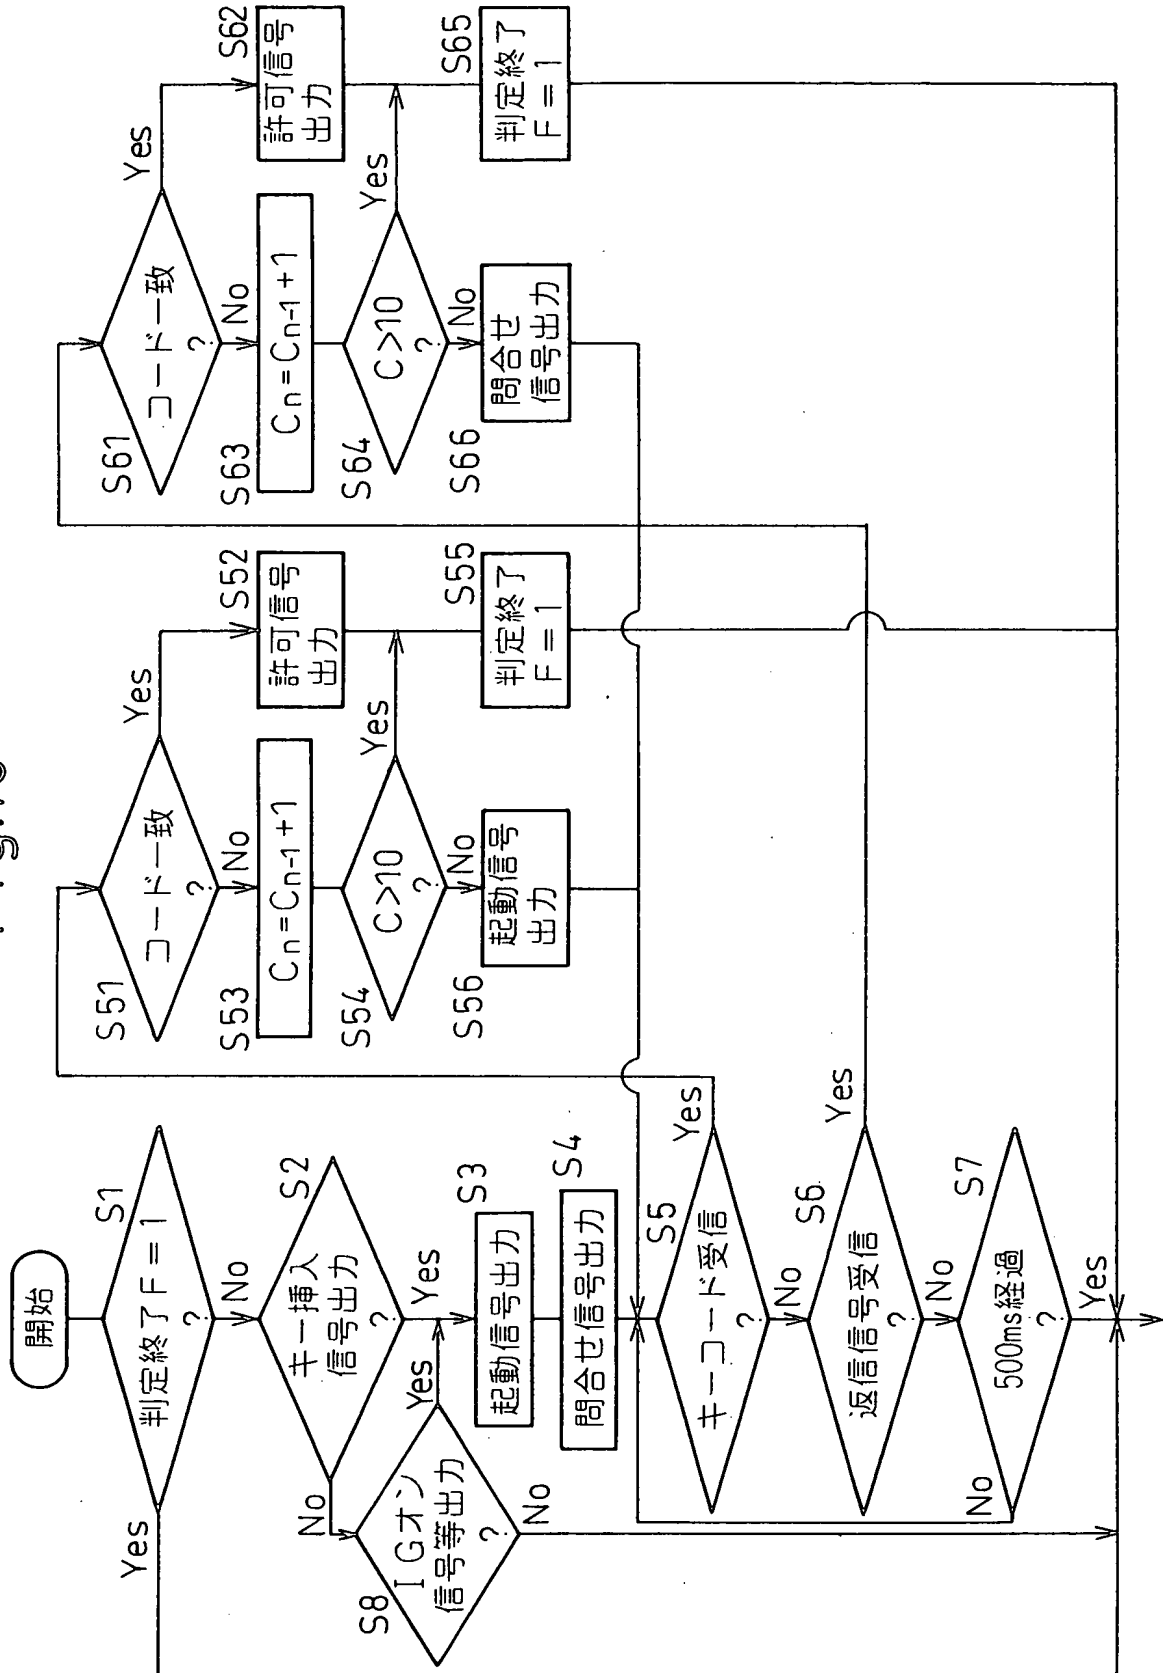 開始
S1
判定終了F=1
?
Yes
No
S2
キー挿入
信号出力
?
Yes
No
S8
IGオン
信号等出力
?
Yes
No
S3
起動信号出力
S4
問合せ信号出力
S5
キーコード受信
?
Yes
No
S6
返信信号受信
?
Yes
No
S7
500ms経過
?
Yes
No
S51
コード一致
?
Yes
No
S52
許可信号
出力
S53
Cn=Cn-1+1
S54
C>10
?
Yes
No
S55
判定終了
F=1
S56
起動信号
出力
S61
コード一致
?
Yes
No
S62
許可信号
出力
S63
Cn=Cn-1+1
S64
C>10
?
Yes
No
S65
判定終了
F=1
S66
問合せ
信号出力